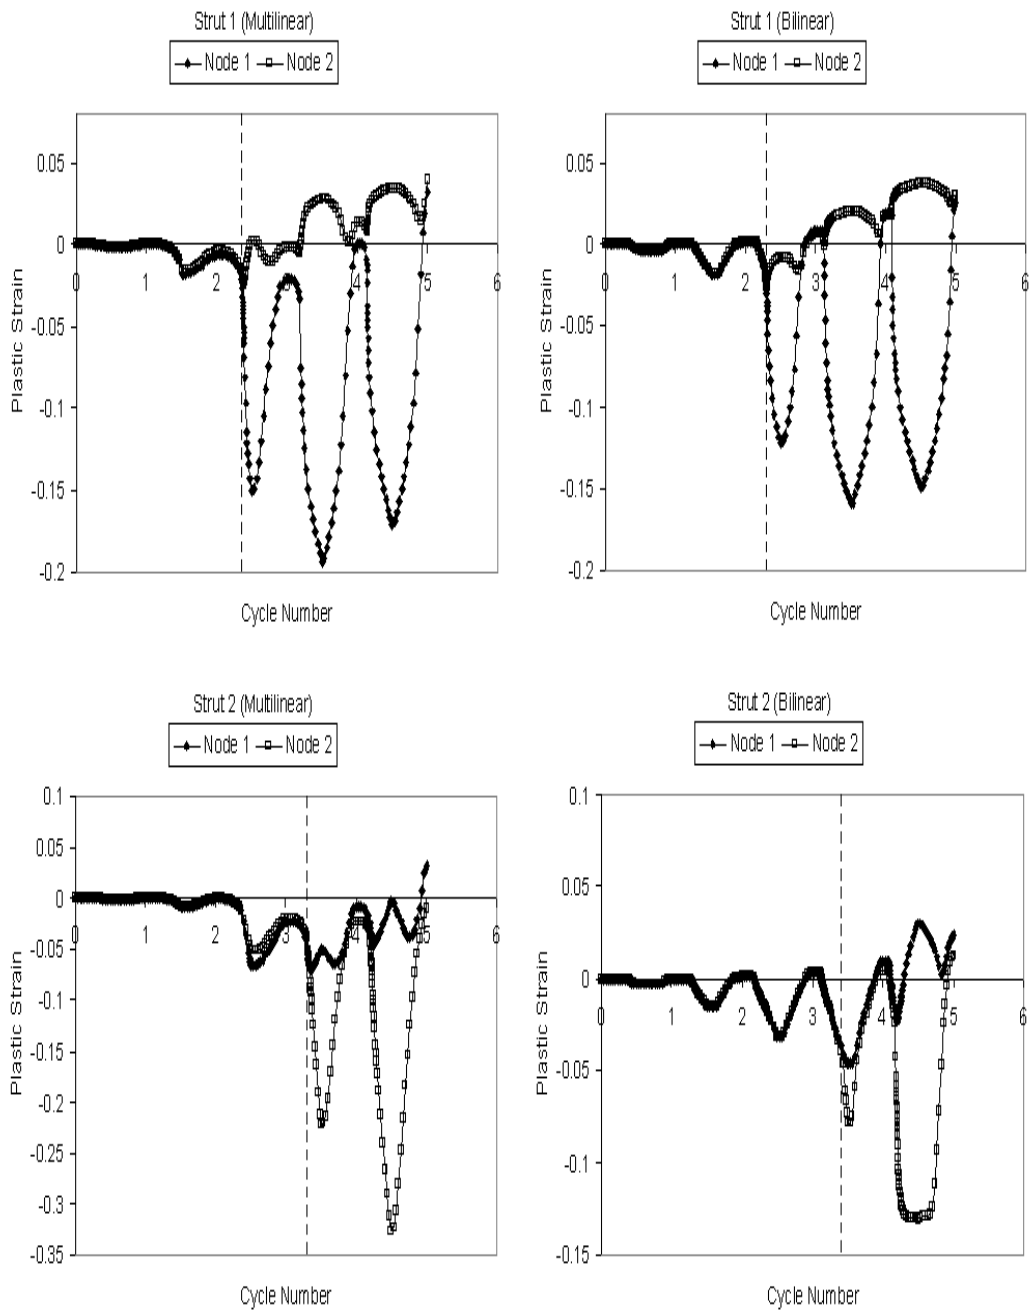 Strut 1 (Multilinear)
Node 1 Node 2
0.05
0
-0.05
-0.1
-0.15
-0.2
0 1 2 3 4 5 6
Plastic Strain
Cycle Number
Strut 1 (Bilinear)
Node 1 Node 2
0.05
0
-0.05
-0.1
-0.15
-0.2
0 1 2 3 4 5 6
Plastic Strain
Cycle Number
Strut 2 (Multilinear)
Node 1 Node 2
0.1
0.05
0
-0.05
-0.1
-0.15
-0.2
-0.25
-0.3
-0.35
0 1 2 3 4 5 6
Plastic Strain
Cycle Number
Strut 2 (Bilinear)
Node 1 Node 2
0.1
0.05
0
-0.05
-0.1
-0.15
0 1 2 3 4 5 6
Plastic Strain
Cycle Number